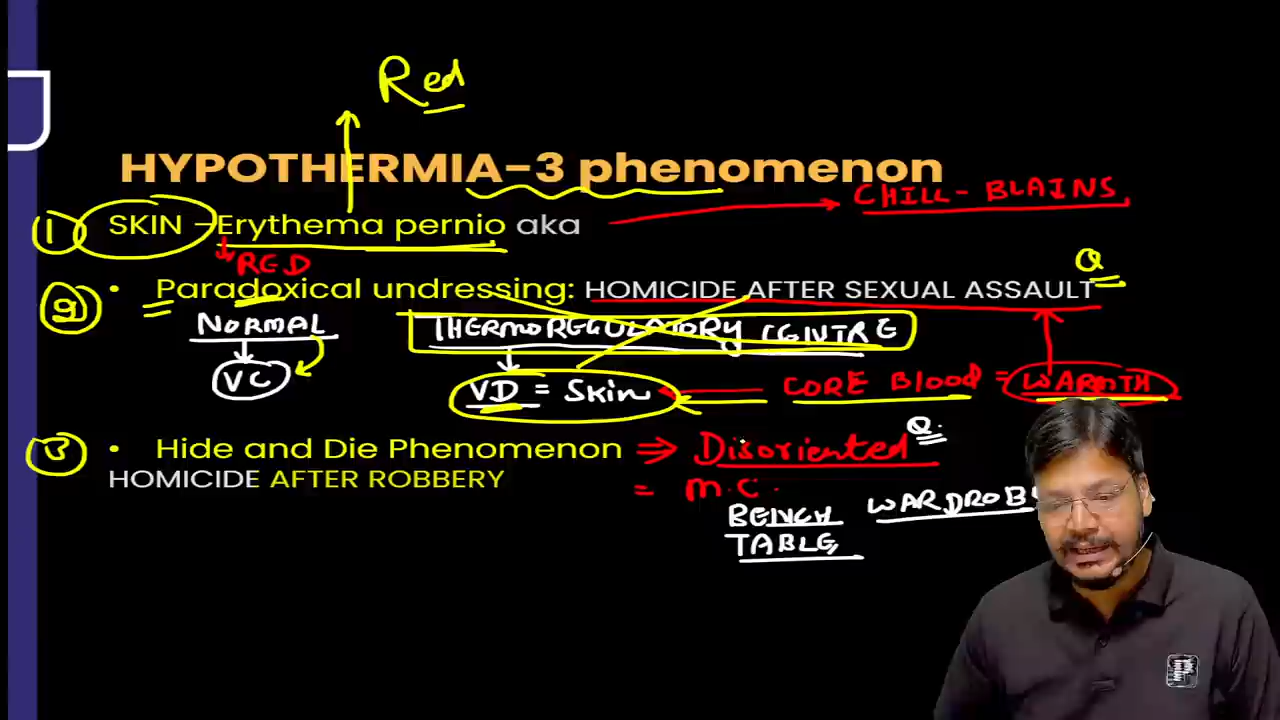 Red
HYPOTHERMIA-3 phenomenon
CHILL-BLAINS
1 SKIN -Erythema pernio aka
RED
Q
2 • Paradoxical undressing: HOMICIDE AFTER SEXUAL ASSAULT
NORMAL
THERMOREGULATORY CENTRE
VC
VD = Skin
CORE Blood = WARMTH
3 • Hide and Die Phenomenon ⇒ Disoriented Q.
HOMICIDE AFTER ROBBERY
= M.C.
BENCH WARDROB
TABLE
P